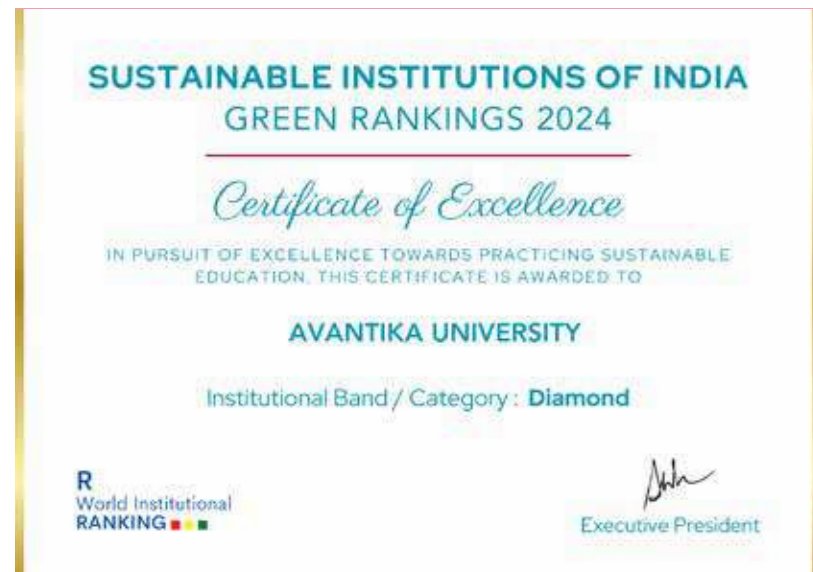 SUSTAINABLE INSTITUTIONS OF INDIA
GREEN RANKINGS 2024
Certificate of Excellence
IN PURSUIT OF EXCELLENCE TOWARDS PRACTICING SUSTAINABLE
EDUCATION, THIS CERTIFICATE IS AWARDED TO
AVANTIKA UNIVERSITY
Institutional Band / Category : Diamond
R
World Institutional
RANKING
Executive President